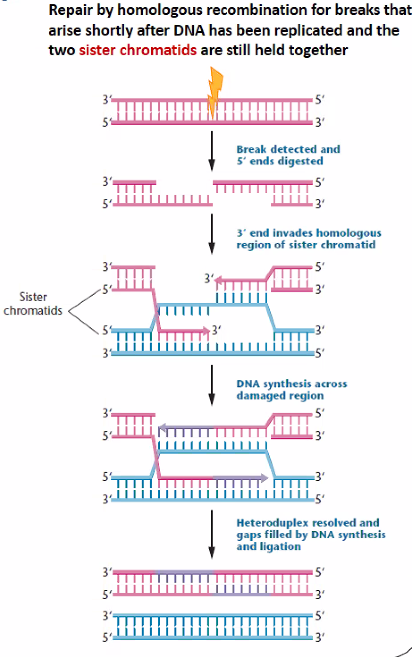 Repair by homologous recombination for breaks that
arise shortly after DNA has been replicated and the
two sister chromatids are still held together
3′ 5′
5′ 3′
Break detected and
5′ ends digested
3′ 5′
5′ 3′
3′ end invades homologous
region of sister chromatid
3′ 5′
3′
5′ 3′
Sister
chromatids
5′ 3′ 3′
3′ 5′
DNA synthesis across
damaged region
3′ 5′
5′ 3′
5′ 3′
3′ 5′
Heteroduplex resolved and
gaps filled by DNA synthesis
and ligation
3′ 5′
5′ 3′
3′ 5′
5′ 3′